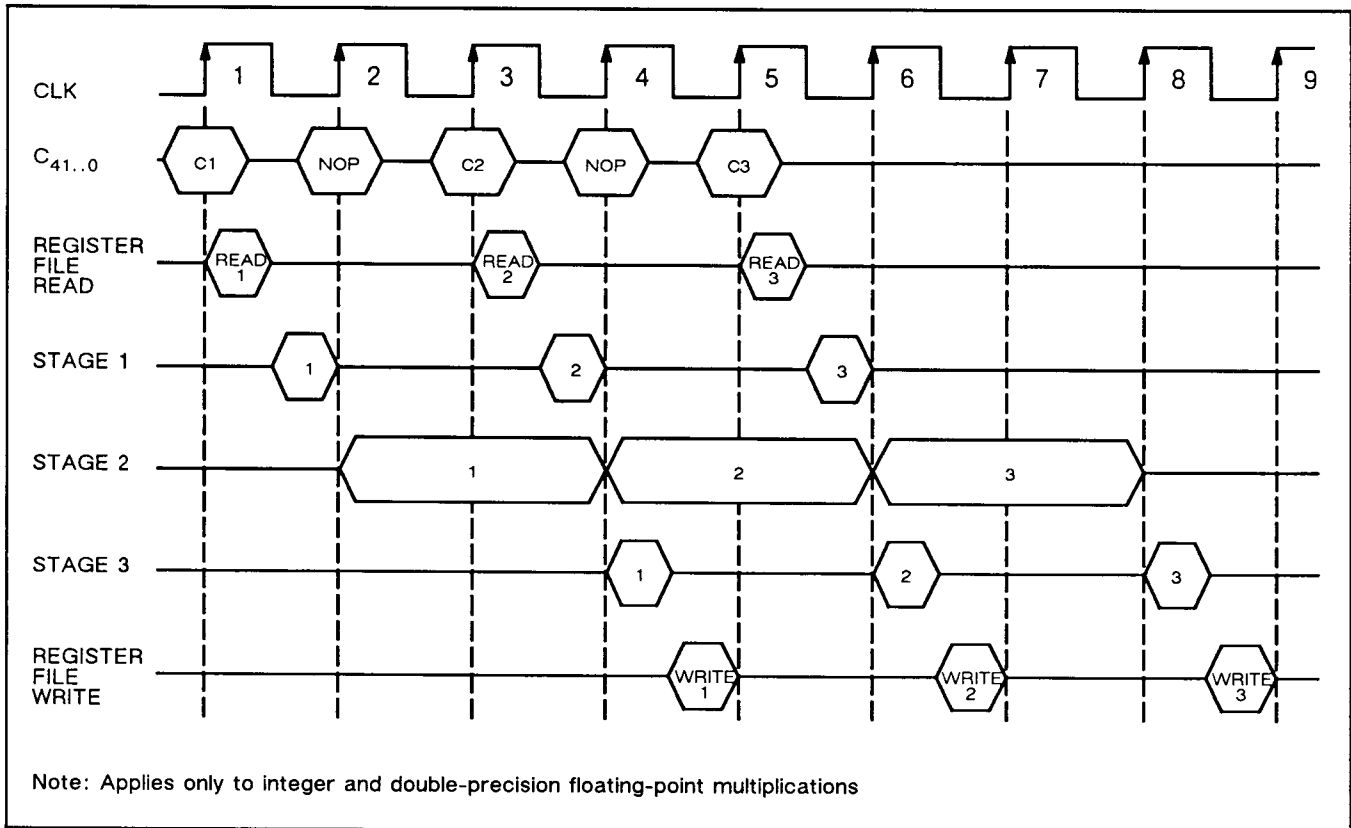 CLK
1 2 3 4 5 6 7 8 9
C41..0
C1 NOP C2 NOP C3
REGISTER
FILE
READ
READ
1
READ
2
READ
3
STAGE 1
1 2 3
STAGE 2
1 2 3
STAGE 3
1 2 3
REGISTER
FILE
WRITE
WRITE
1
WRITE
2
WRITE
3
Note: Applies only to integer and double-precision floating-point multiplications